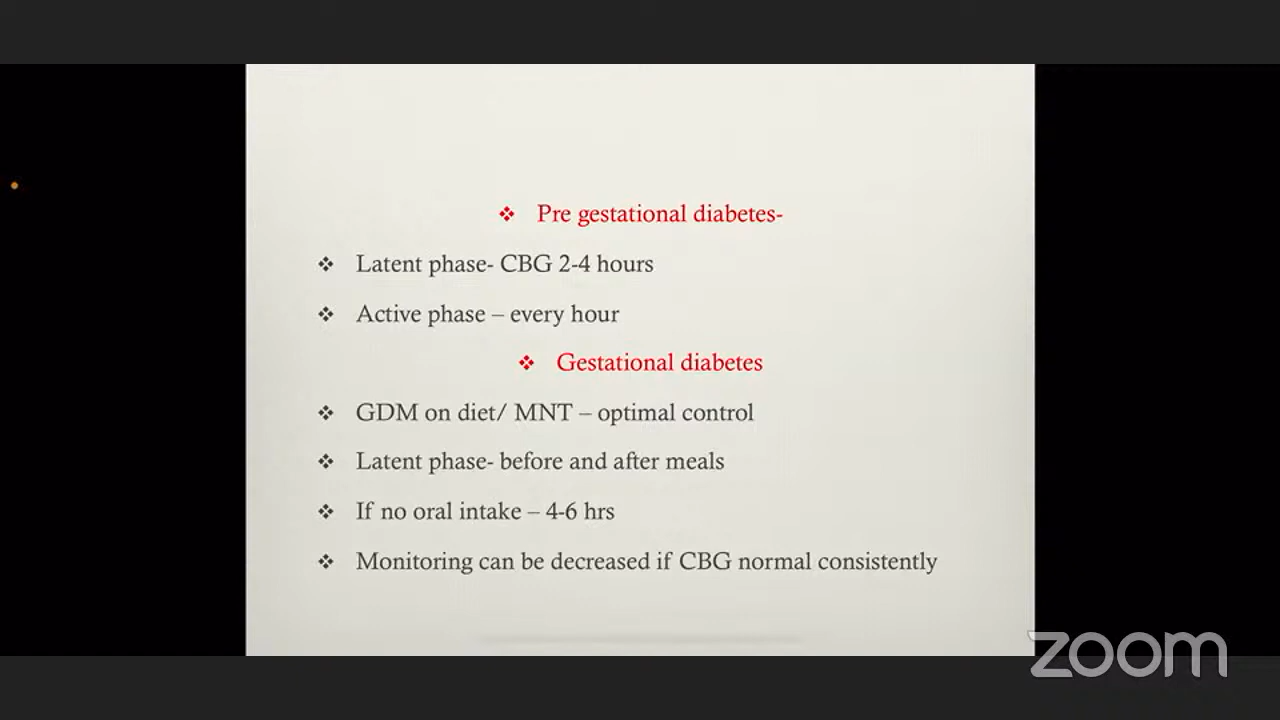 ❖ Pre gestational diabetes-
❖ Latent phase- CBG 2-4 hours
❖ Active phase – every hour
❖ Gestational diabetes
❖ GDM on diet/ MNT – optimal control
❖ Latent phase- before and after meals
❖ If no oral intake – 4-6 hrs
❖ Monitoring can be decreased if CBG normal consistently
zoom